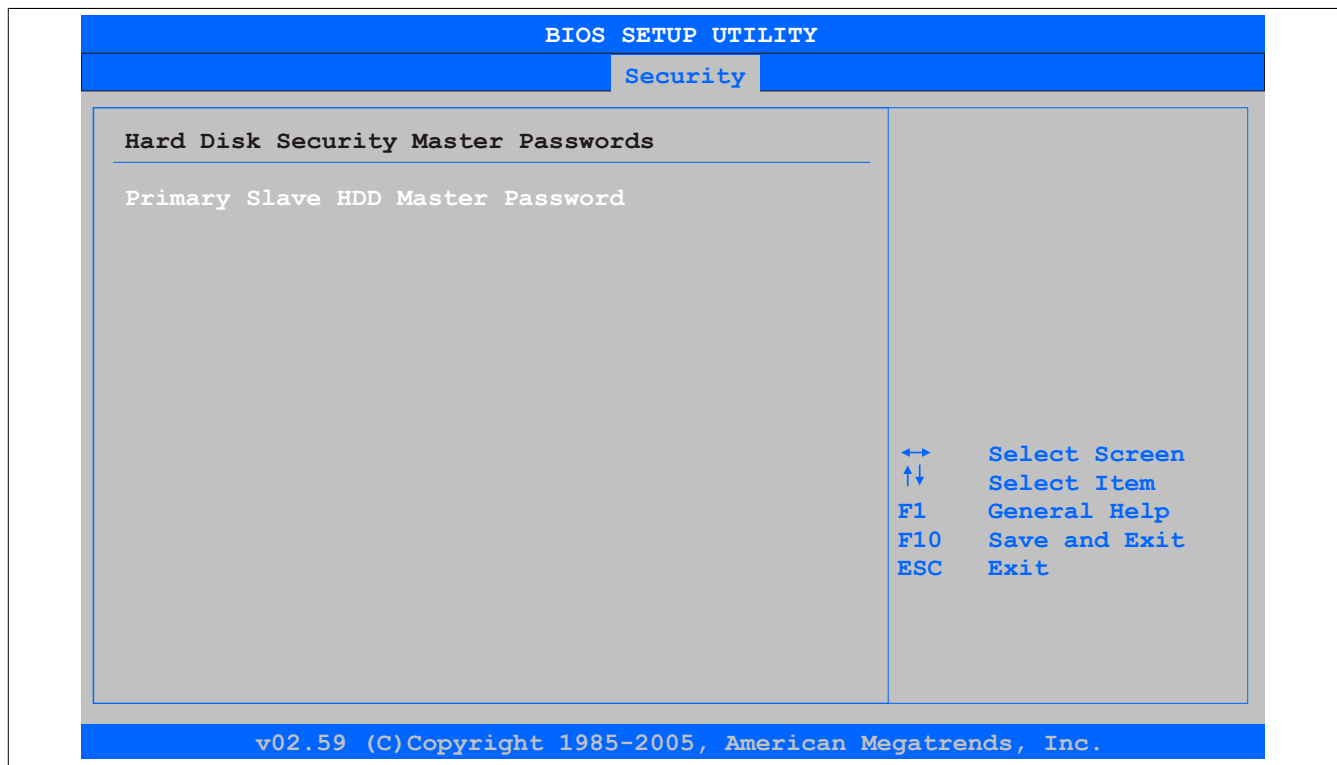 BIOS SETUP UTILITY
Security
Hard Disk Security Master Passwords
Primary Slave HDD Master Password
↔ Select Screen
↑↓ Select Item
F1 General Help
F10 Save and Exit
ESC Exit
v02.59 (C)Copyright 1985-2005, American Megatrends, Inc.